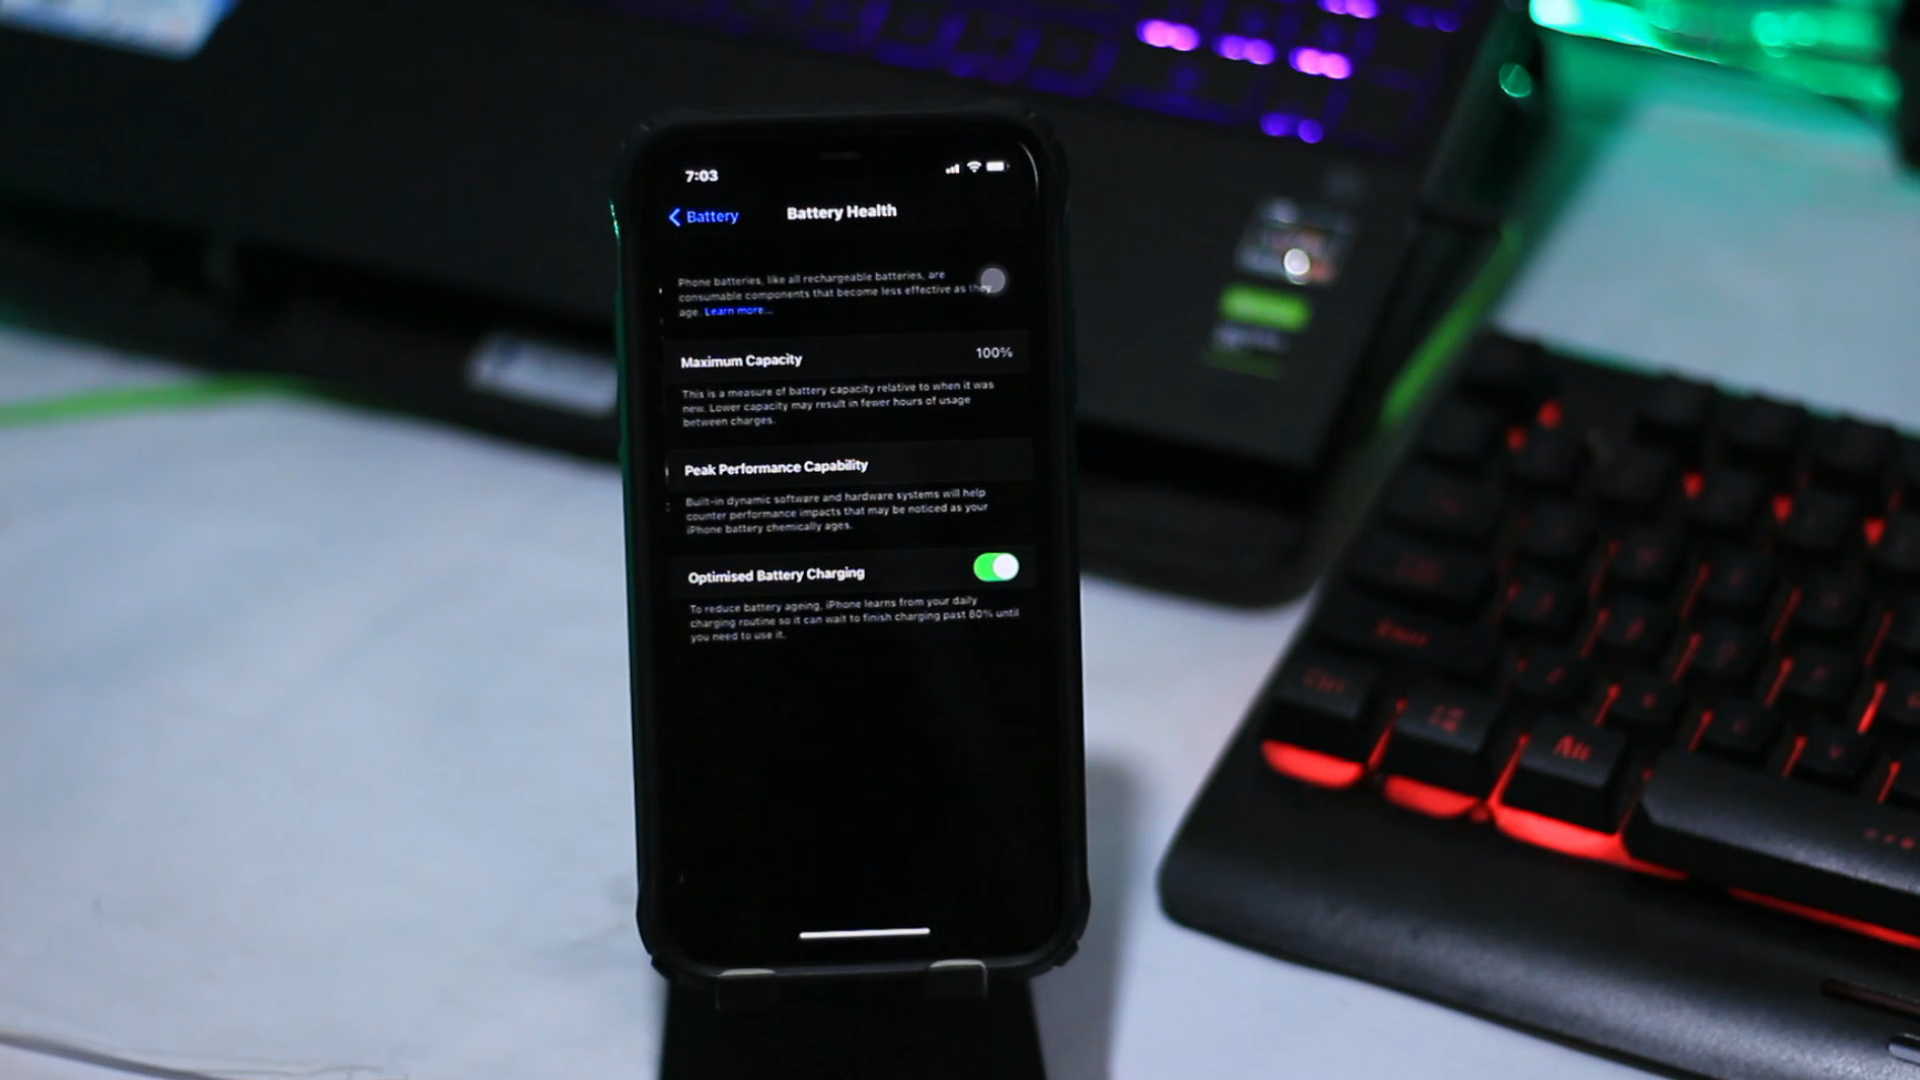 7:03
Battery
Battery Health
Phone batteries, like all rechargeable batteries, are
consumable components that become less effective as they
age. Learn more...
Maximum Capacity
100%
This is a measure of battery capacity relative to when it was
new. Lower capacity may result in fewer hours of usage
between charges.
Peak Performance Capability
Built-in dynamic software and hardware systems will help
counter performance impacts that may be noticed as your
iPhone battery chemically ages.
Optimised Battery Charging
To reduce battery ageing, iPhone learns from your daily
charging routine so it can wait to finish charging past 80% until
you need to use it.
Ctrl
Alt